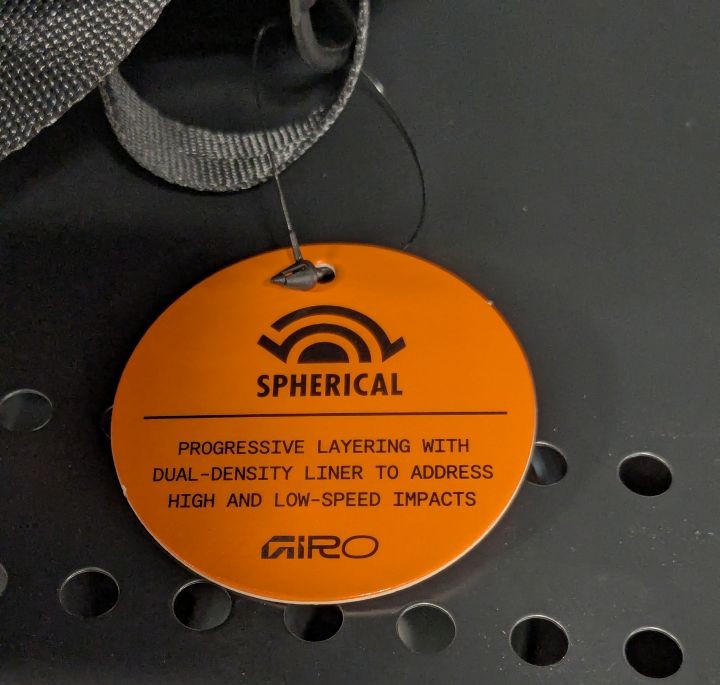 SPHERICAL
PROGRESSIVE LAYERING WITH
DUAL-DENSITY LINER TO ADDRESS
HIGH AND LOW-SPEED IMPACTS
GIRO